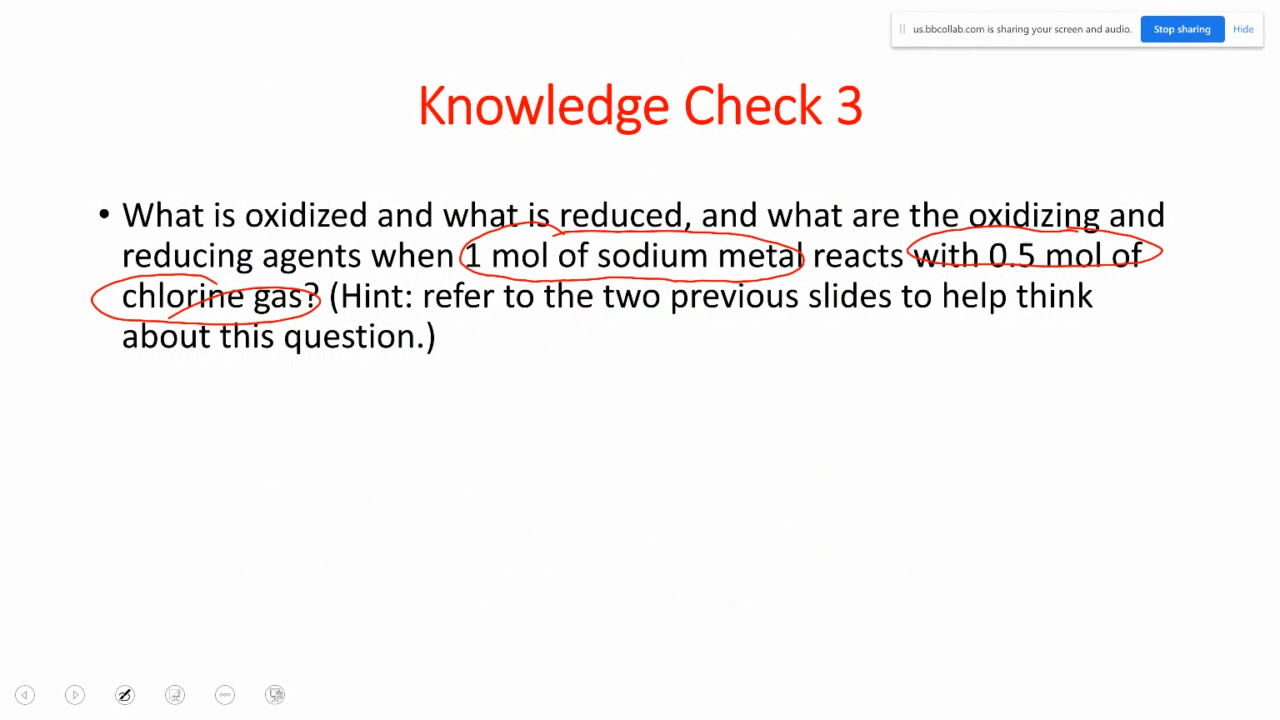 us.bbcollab.com is sharing your screen and audio. Stop sharing Hide
Knowledge Check 3
• What is oxidized and what is reduced, and what are the oxidizing and
reducing agents when 1 mol of sodium metal reacts with 0.5 mol of
chlorine gas? (Hint: refer to the two previous slides to help think
about this question.)